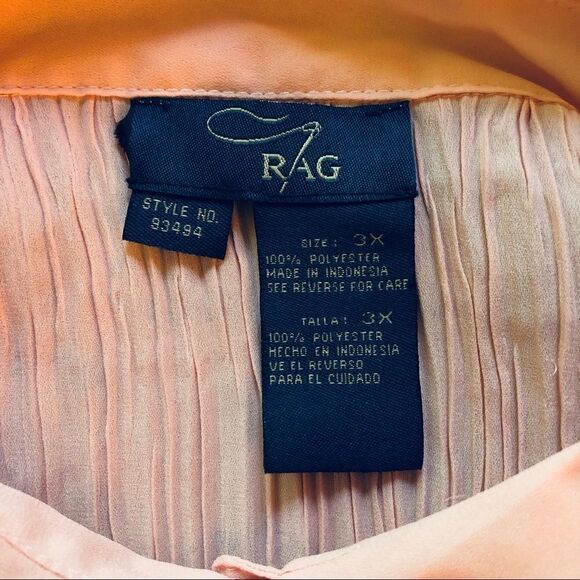 RAG
STYLE NO.
93494
SIZE: 3X
100% POLYESTER
MADE IN INDONESIA
SEE REVERSE FOR CARE
TALLA: 3X
100% POLYESTER
HECHO EN INDONESIA
VE EL REVERSO
PARA EL CUIDADO